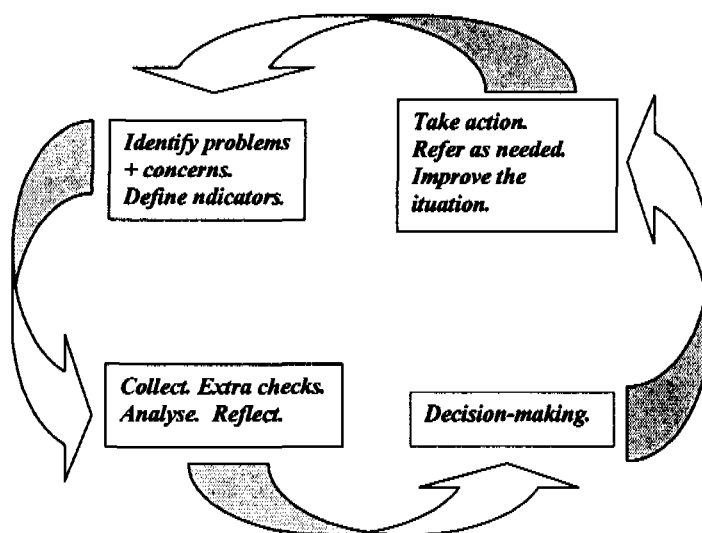 Identify problems
+ concerns.
Define ndicators.
Take action.
Refer as needed.
Improve the
ituation.
Collect. Extra checks.
Analyse. Reflect.
Decision-making.